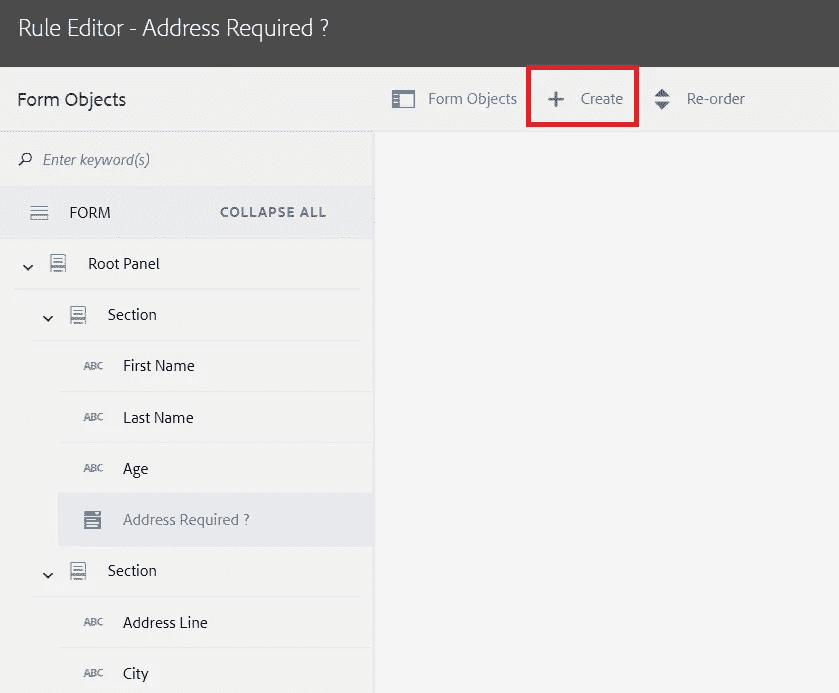 Rule Editor - Address Required ?
Form Objects
Form Objects
Create
Re-order
Enter keyword(s)
FORM
COLLAPSE ALL
Root Panel
Section
ABC First Name
ABC Last Name
ABC Age
Address Required ?
Section
ABC Address Line
ABC City